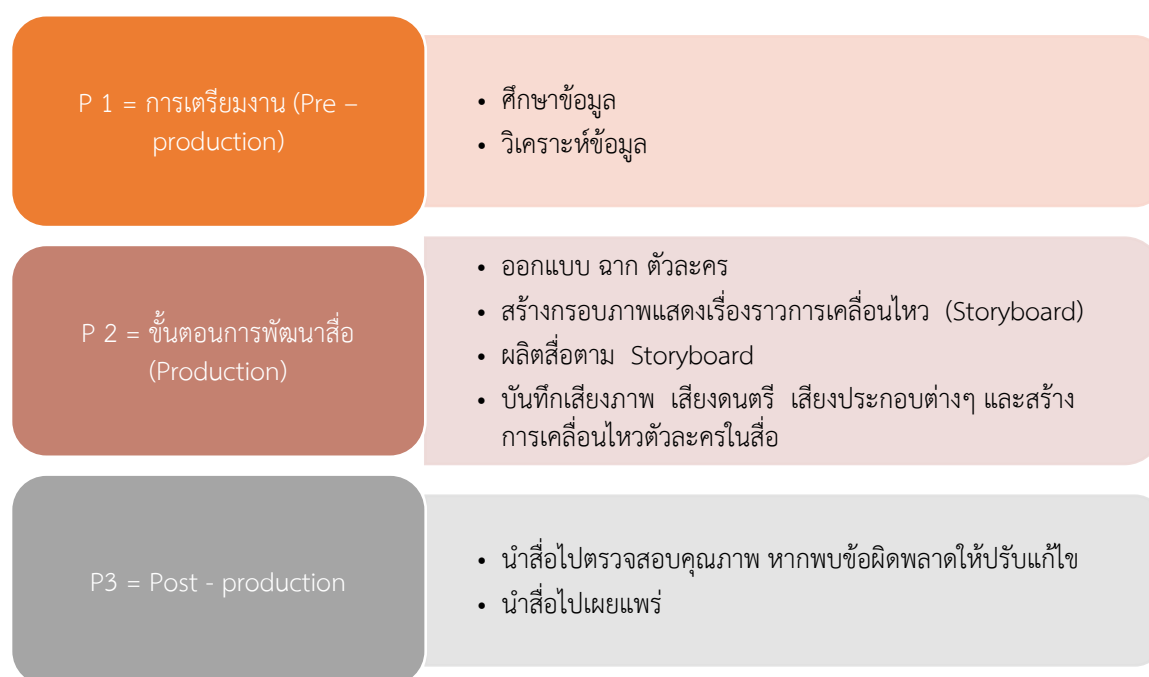 P 1 = การเตรียมงาน (Pre –
production)
• ศึกษาข้อมูล
• วิเคราะห์ข้อมูล
P 2 = ขั้นตอนการพัฒนาสื่อ
(Production)
• ออกแบบ ฉาก ตัวละคร
• สร้างกรอบภาพแสดงเรื่องราวการเคลื่อนไหว (Storyboard)
• ผลิตสื่อตาม Storyboard
• บันทึกเสียงภาพ เสียงดนตรี เสียงประกอบต่างๆ และสร้าง
การเคลื่อนไหวตัวละครในสื่อ
P3 = Post - production
• นำสื่อไปตรวจสอบคุณภาพ หากพบข้อผิดพลาดให้ปรับแก้ไข
• นำสื่อไปเผยแพร่